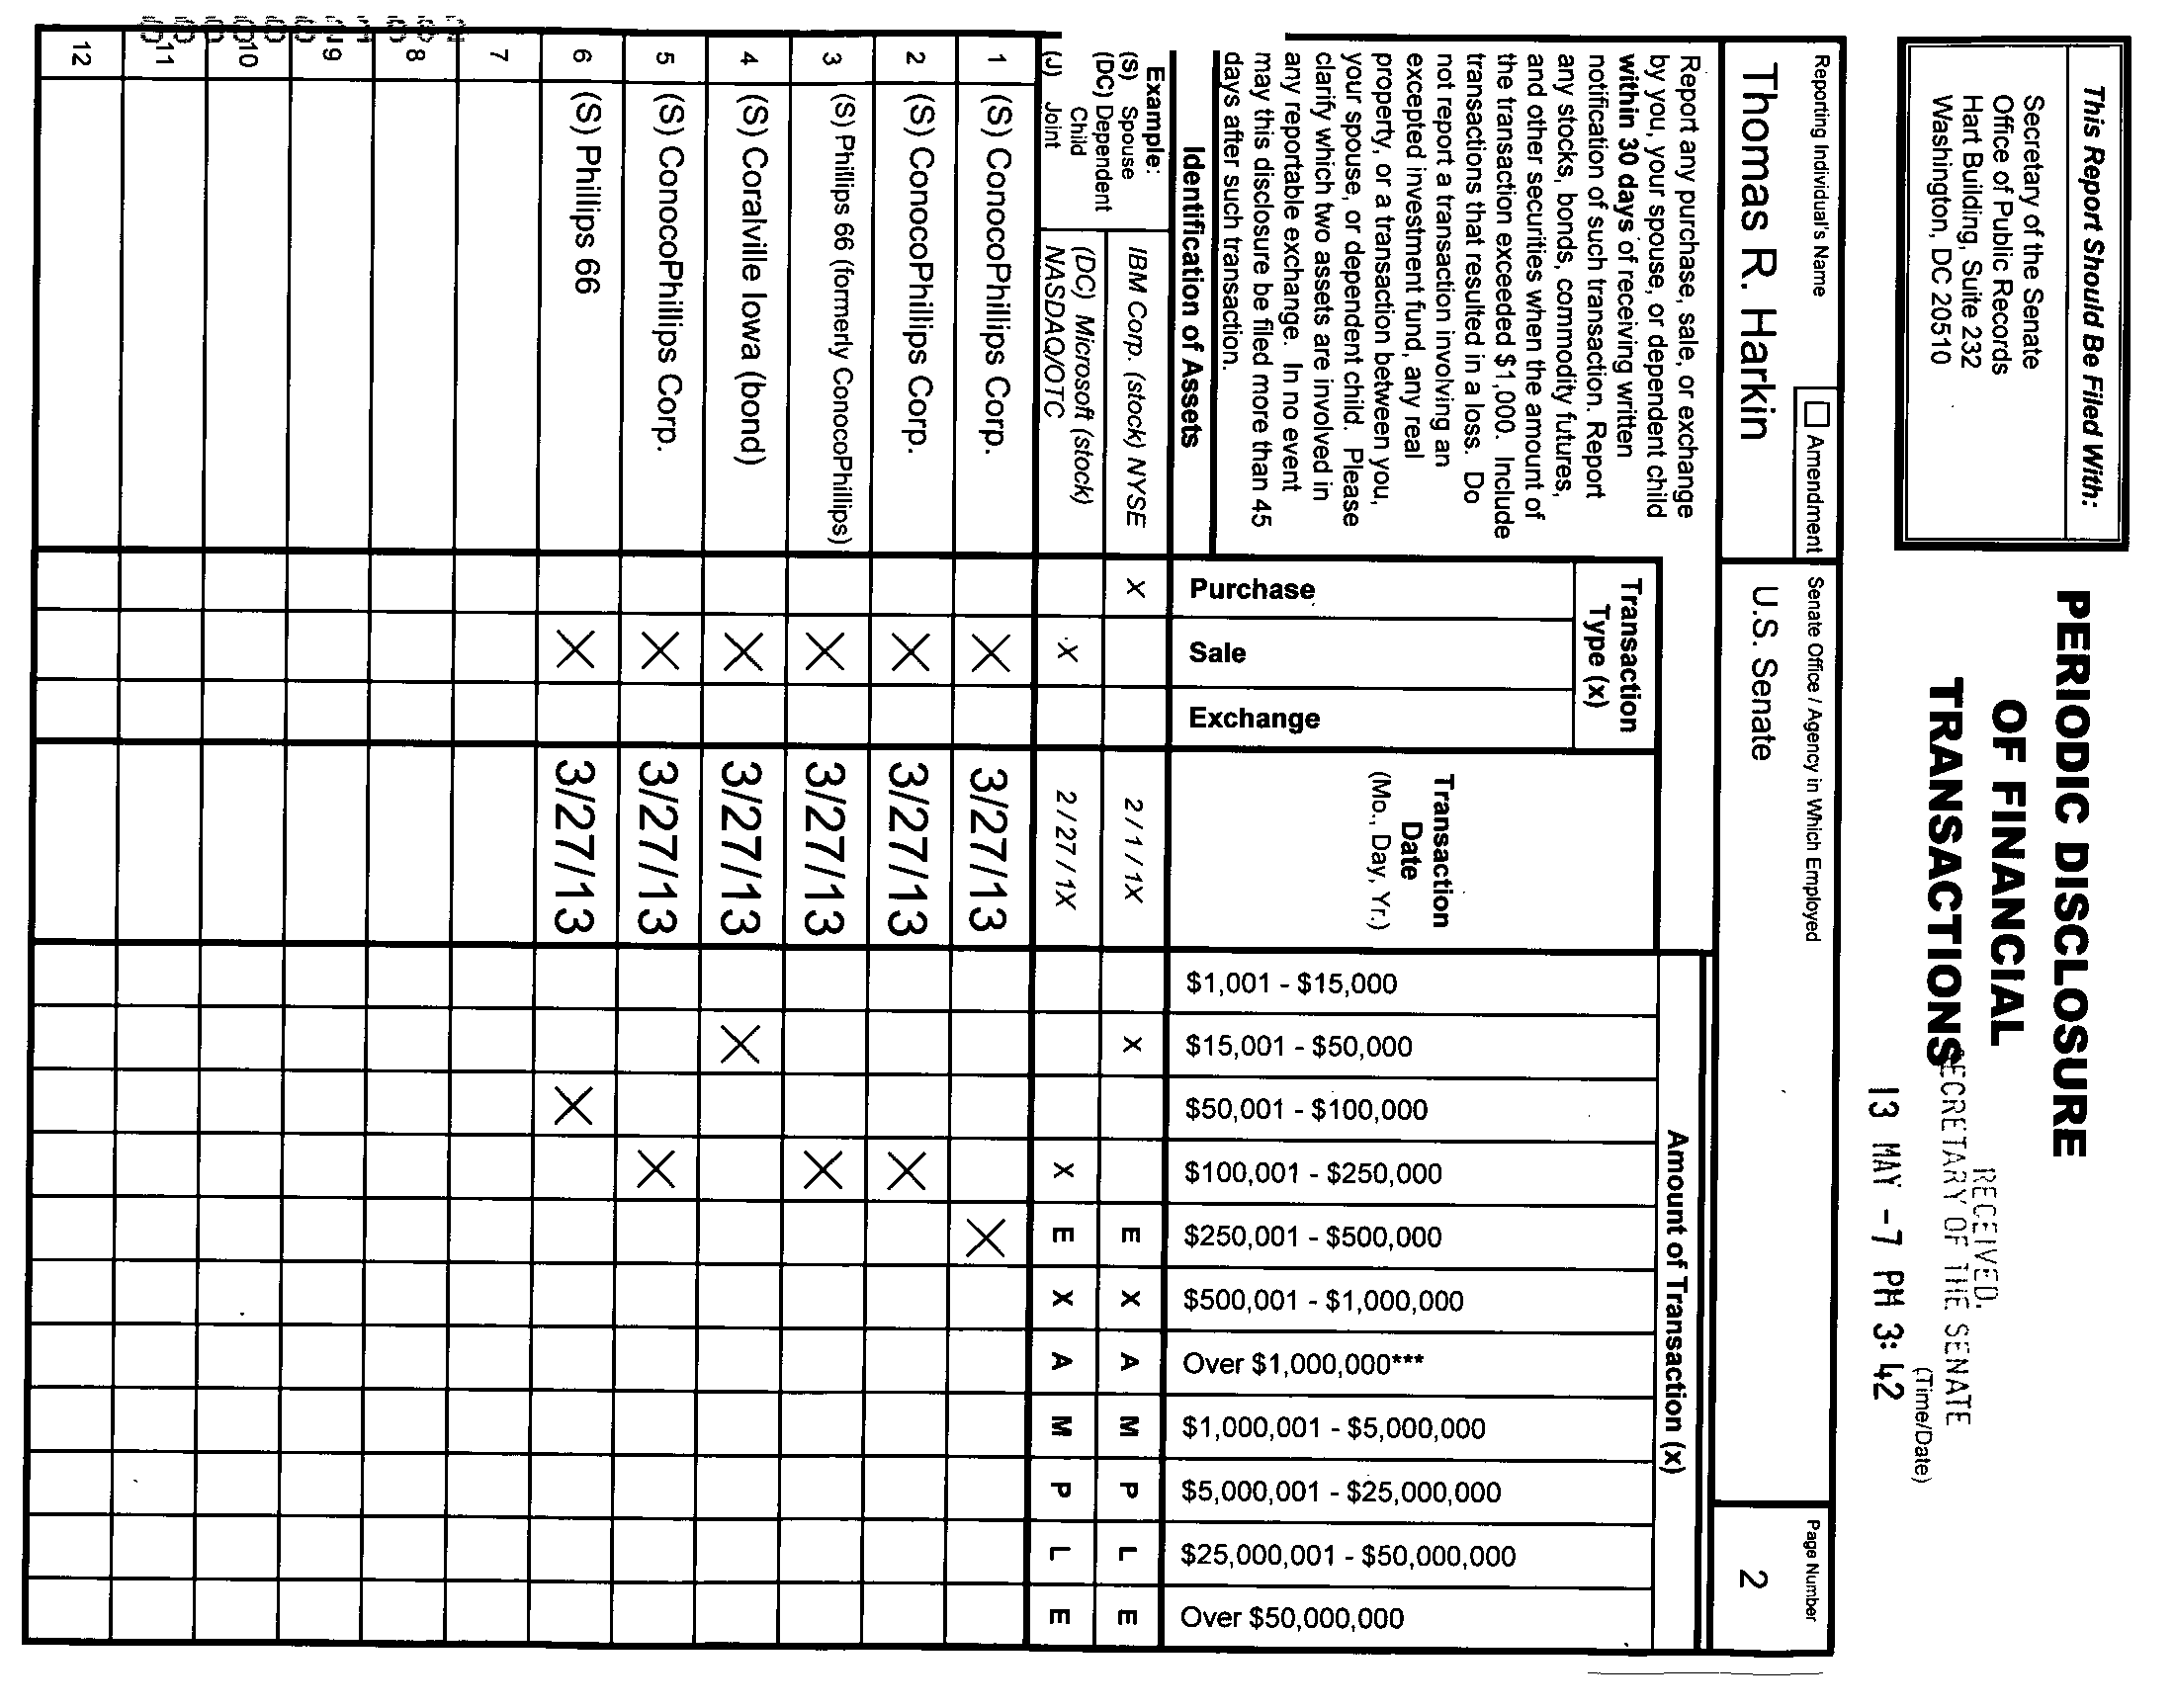 This Report Should Be Filed With:
Secretary of the Senate
Office of Public Records
Hart Building, Suite 232
Washington, DC 20510
PERIODIC DISCLOSURE
OF FINANCIAL
TRANSACTIONS
RECEIVED.
SECRETARY OF THE SENATE
(Time/Date)
13 MAY -7 PM 3:42
Reporting Individual's Name
Amendment
Senate Office / Agency in Which Employed
Page Number
Thomas R. Harkin
U.S. Senate
2
Report any purchase, sale, or exchange
by you, your spouse, or dependent child
within 30 days of receiving written
notification of such transaction. Report
any stocks, bonds, commodity futures,
and other securities when the amount of
the transaction exceeded $1,000. Include
transactions that resulted in a loss. Do
not report a transaction involving an
excepted investment fund, any real
property, or a transaction between you,
your spouse, or dependent child. Please
clarify which two assets are involved in
any reportable exchange. In no event
may this disclosure be filed more than 45
days after such transaction.
Identification of Assets
Transaction
Type (x)
Purchase
Sale
Exchange
Transaction
Date
(Mo., Day, Yr.)
Amount of Transaction (x)
$1,001 - $15,000
$15,001 - $50,000
$50,001 - $100,000
$100,001 - $250,000
$250,001 - $500,000
$500,001 - $1,000,000
Over $1,000,000***
$1,000,001 - $5,000,000
$5,000,001 - $25,000,000
$25,000,001 - $50,000,000
Over $50,000,000
Example:
(S) Spouse
(DC) Dependent
Child
(J) Joint
IBM Corp. (stock) NYSE X 2 / 1 / 1X X E X A M P L E
(DC) Microsoft (stock)
NASDAQ/OTC X 2 / 27 / 1X X E X A M P L E
1 (S) ConocoPhillips Corp. X 3/27/13 X
2 (S) ConocoPhillips Corp. X 3/27/13 X
3 (S) Phillips 66 (formerly ConocoPhillips) X 3/27/13 X
4 (S) Coralville Iowa (bond) X 3/27/13 X
5 (S) ConocoPhillips Corp. X 3/27/13 X
6 (S) Phillips 66 X 3/27/13 X
7
8
9
10
11
12